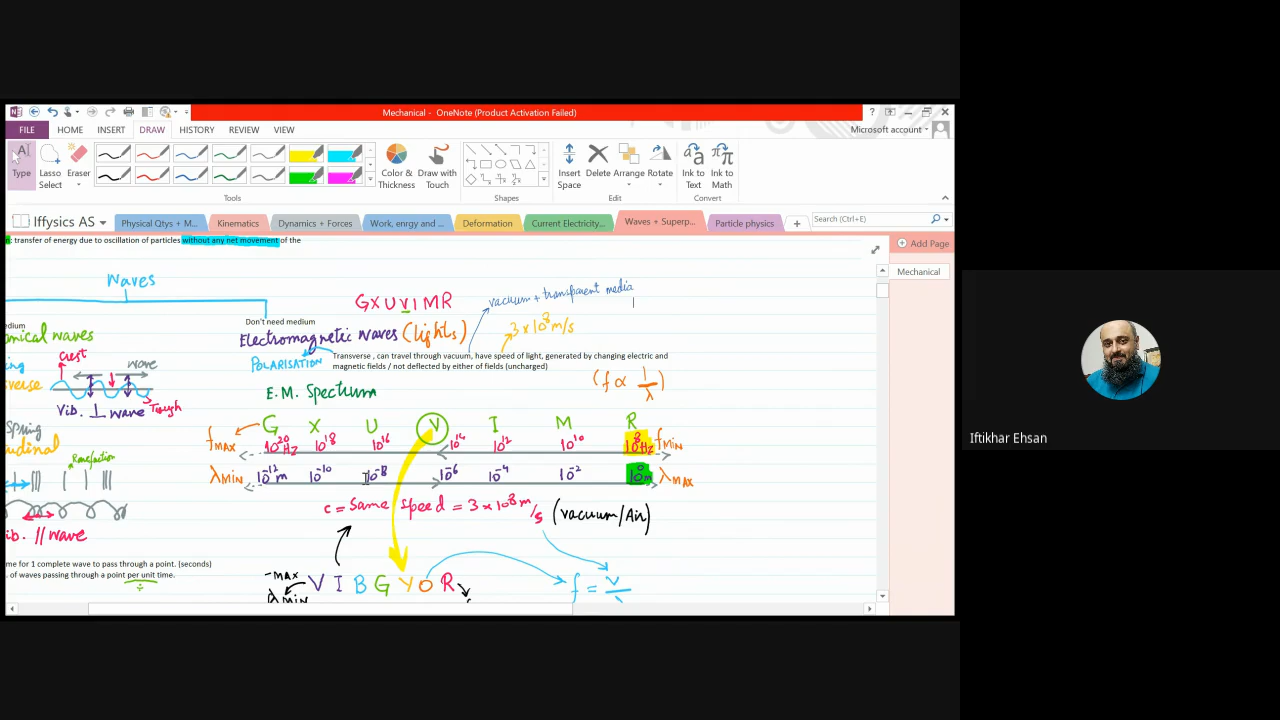 Mechanical - OneNote (Product Activation Failed)
FILE HOME INSERT DRAW HISTORY REVIEW VIEW
Microsoft account
Type
Lasso Select
Eraser
Color & Thickness
Draw with Touch
Insert Space
Delete
Arrange
Rotate
Ink to Text
Ink to Math
Tools
Shapes
Edit
Convert
Iffysics AS
Physical Qtys + M...
Kinematics
Dynamics + Forces
Work, energy and ...
Deformation
Current Electricity...
Waves + Superp...
Particle physics
Search (Ctrl+E)
Add Page
Mechanical
n: transfer of energy due to oscillation of particles without any net movement of the
Waves
GXUVIMR
vacuum + transparent media
Don't need medium
Electromagnetic Waves (lights)
3 x 10⁸ m/s
POLARISATION
Transverse , can travel through vacuum, have speed of light, generated by changing electric and
magnetic fields / not deflected by either of fields (uncharged)
(f ∝ 1/λ)
E.M. Spectrum
edium
nical waves
Crest
wave
verse
Vib. ⊥ wave
Trough
G X U V I M R
fMAX 10²⁰Hz 10¹⁸ 10¹⁶ 10¹⁴ 10¹² 10¹⁰ 10⁸Hz fMIN
λMIN 10⁻¹²m 10⁻¹⁰ 10⁻⁸ 10⁻⁶ 10⁻⁴ 10⁻² 10⁰m λMAX
Spring
Rarefaction
c = Same speed = 3 x 10⁸ m/s (vacuum/Air)
ib. // wave
me for 1 complete wave to pass through a point. (seconds)
. of waves passing through a point per unit time.
÷
MAX
λMIN
V I B G Y O R
f = v/λ
Iftikhar Ehsan